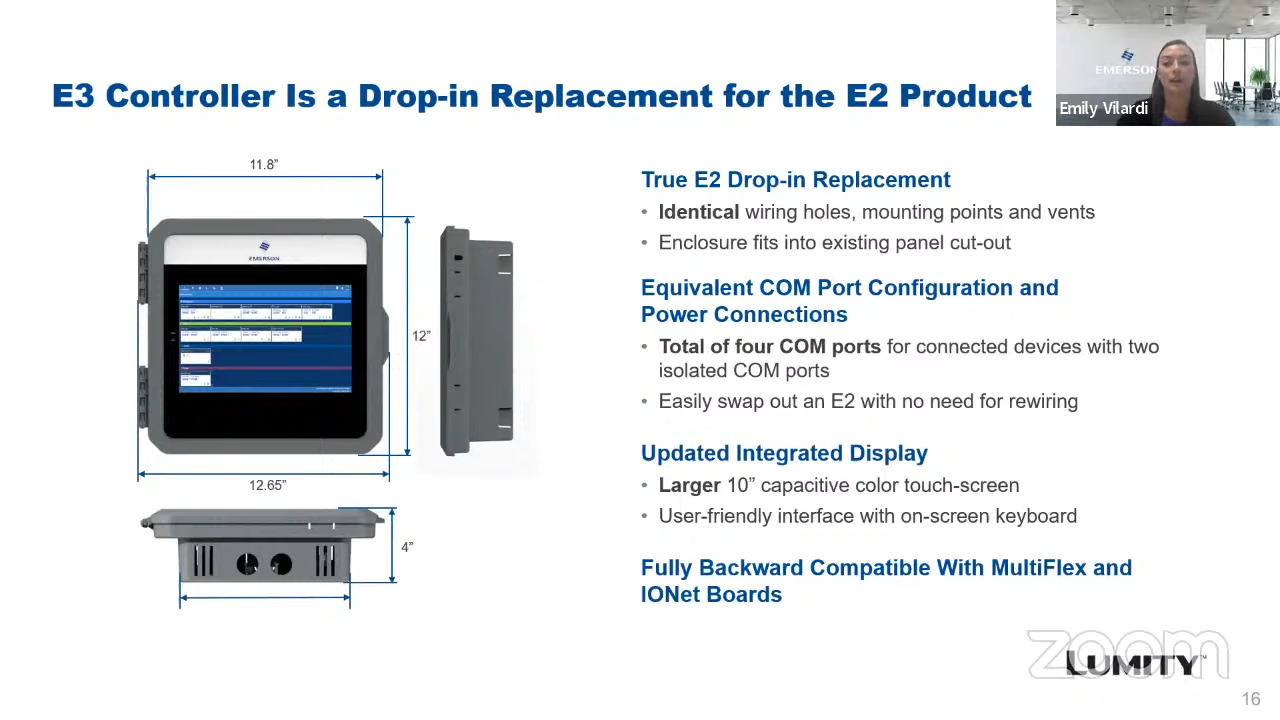 EMERSON
Emily Vilardi
E3 Controller Is a Drop-in Replacement for the E2 Product
11.8”
EMERSON
12”
12.65”
4”
True E2 Drop-in Replacement
• Identical wiring holes, mounting points and vents
• Enclosure fits into existing panel cut-out
Equivalent COM Port Configuration and
Power Connections
• Total of four COM ports for connected devices with two
isolated COM ports
• Easily swap out an E2 with no need for rewiring
Updated Integrated Display
• Larger 10” capacitive color touch-screen
• User-friendly interface with on-screen keyboard
Fully Backward Compatible With MultiFlex and
IONet Boards
zoom
LUMITY™
16